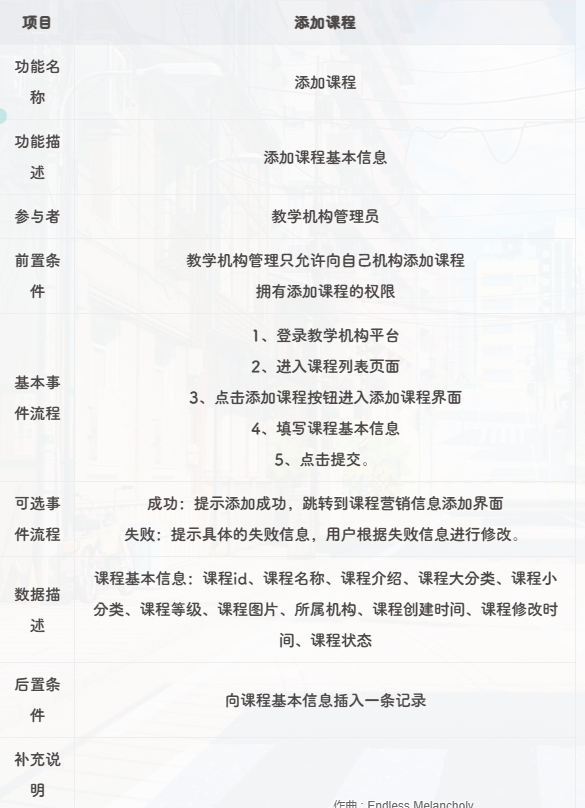 项目
添加课程
功能名
称
添加课程
功能描
述
添加课程基本信息
参与者
教学机构管理员
前置条
件
教学机构管理只允许向自己机构添加课程
拥有添加课程的权限
基本事
件流程
1、登录教学机构平台
2、进入课程列表页面
3、点击添加课程按钮进入添加课程界面
4、填写课程基本信息
5、点击提交。
可选事
件流程
成功：提示添加成功，跳转到课程营销信息添加界面
失败：提示具体的失败信息，用户根据失败信息进行修改。
数据描
述
课程基本信息：课程id、课程名称、课程介绍、课程大分类、课程小
分类、课程等级、课程图片、所属机构、课程创建时间、课程修改时
间、课程状态
后置条
件
向课程基本信息插入一条记录
补充说
明
作曲 : Endless Melancholy